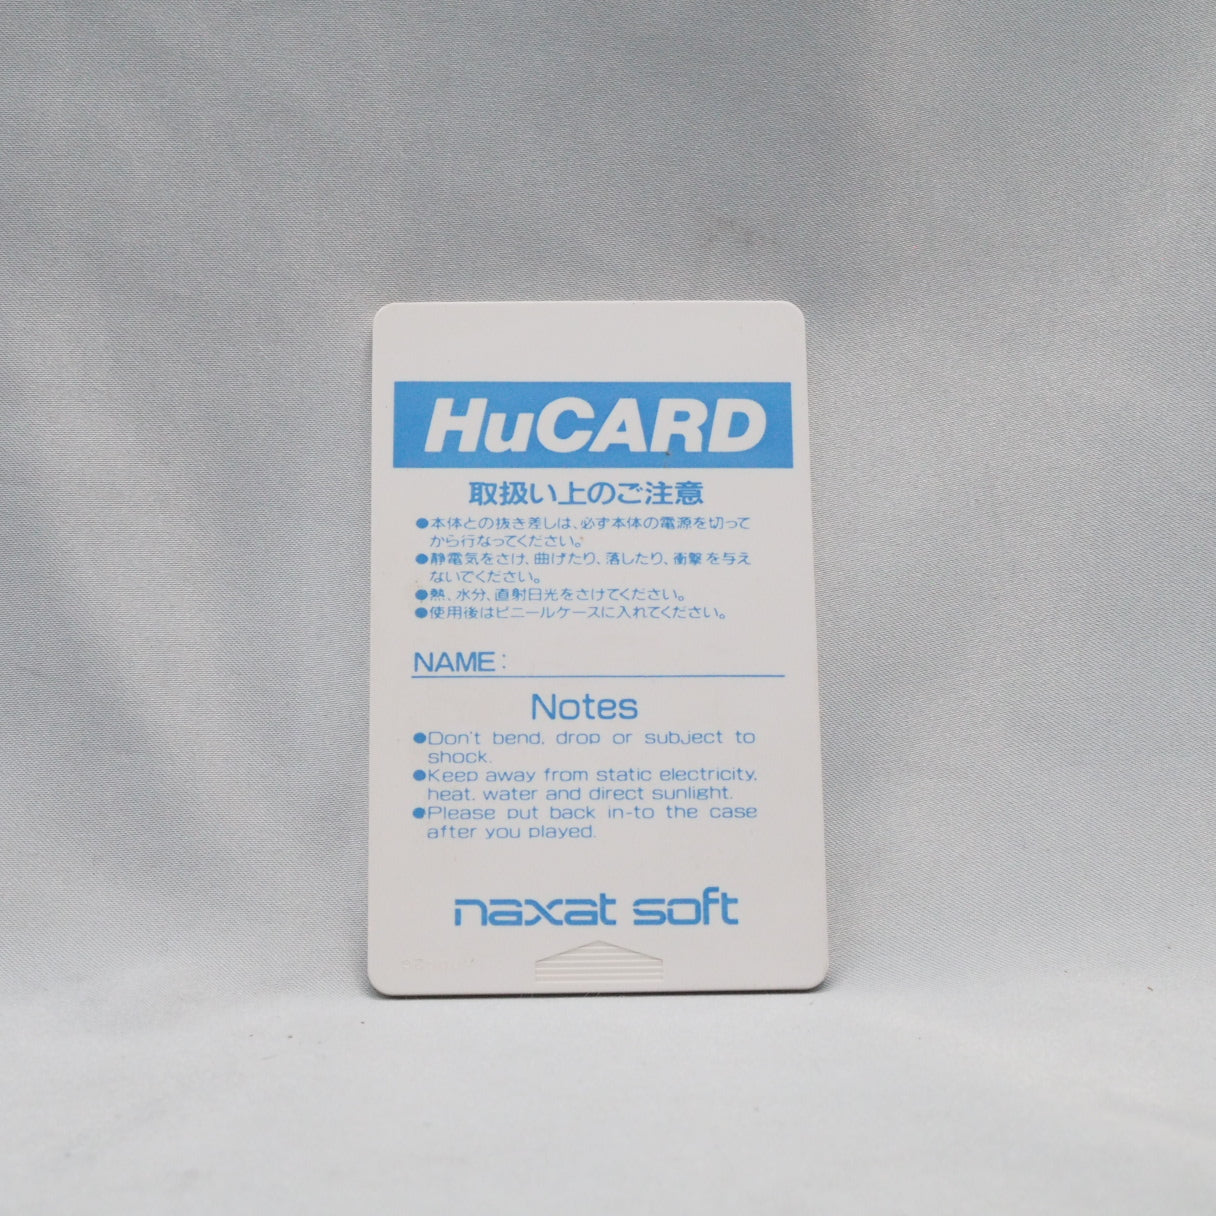 HuCARD
取扱い上のご注意
●本体との抜き差しは、必ず本体の電源を切って
から行なってください。
●静電気をさけ、曲げたり、落したり、衝撃を与え
ないでください。
●熱、水分、直射日光をさけてください。
●使用後はビニールケースに入れてください。
NAME:
Notes
●Don't bend, drop or subject to
shock.
●Keep away from static electricity,
heat, water and direct sunlight.
●Please put back in-to the case
after you played.
naxat soft